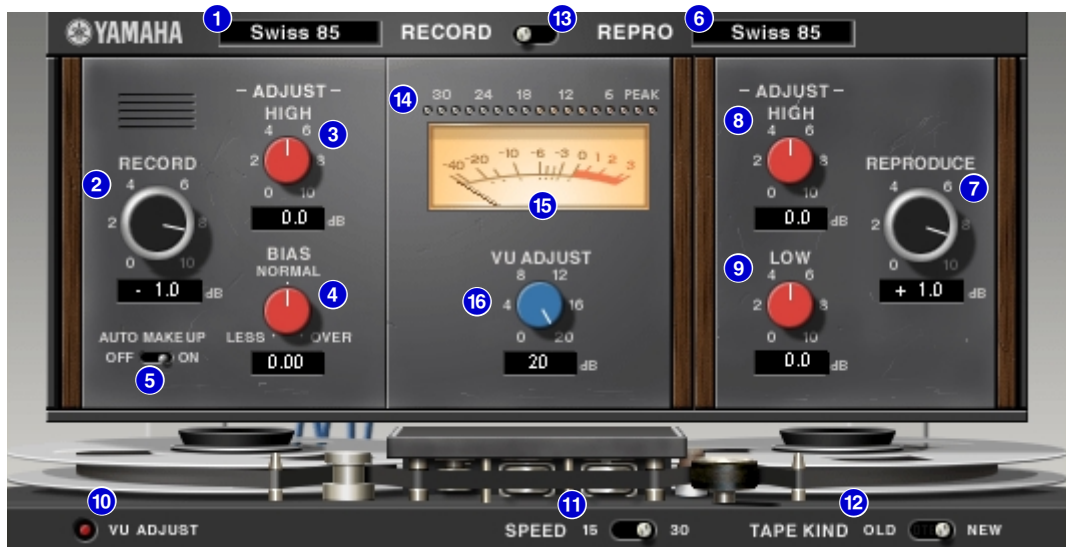 1 6 13
YAMAHA Swiss 85 RECORD REPRO Swiss 85
- ADJUST -
HIGH
4 6
2 8
0 10
3
0.0 dB
RECORD
2
4 6
2 8
0 10
- 1.0 dB
BIAS
NORMAL
4
LESS OVER
0.00
AUTO MAKE UP
OFF ON
5
14
30 24 18 12 6 PEAK
-40 -20 -10 -6 -3 0 1 2 3
15
VU ADJUST
8 12
16 4 16
0 20
20 dB
- ADJUST -
HIGH
8
4 6
2 8
0 10
0.0 dB
LOW
9
4 6
2 8
0 10
0.0 dB
REPRODUCE
4 6 7
2 8
0 10
+ 1.0 dB
10 11 12
VU ADJUST SPEED 15 30 TAPE KIND OLD NEW